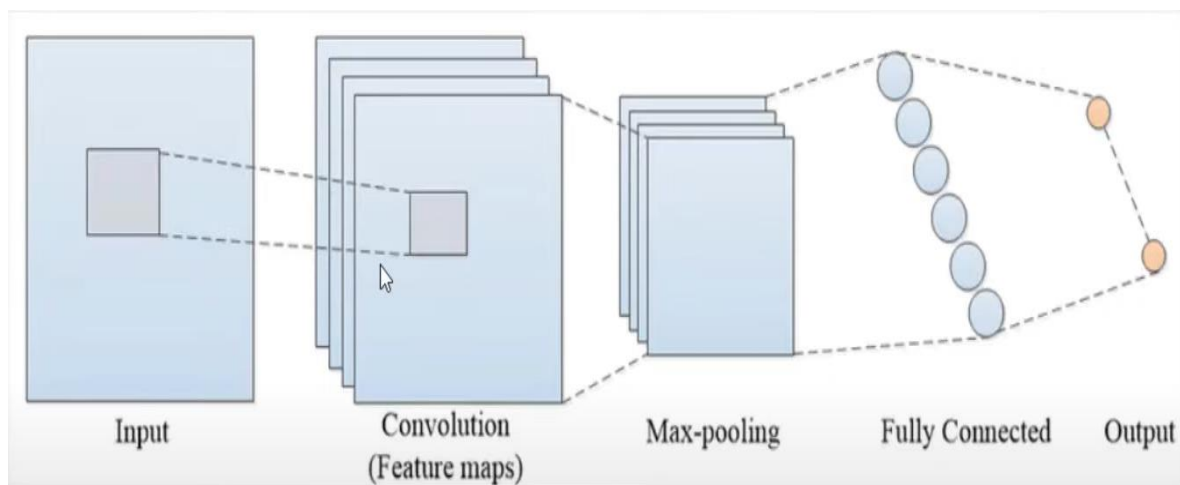 Input
Convolution
(Feature maps)
Max-pooling
Fully Connected
Output